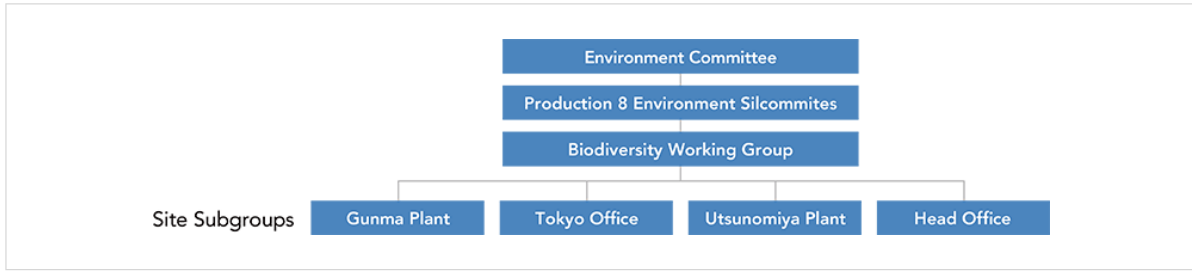 Environment Committee
Production 8 Environment Silcommites
Biodiversity Working Group
Site Subgroups
Gunma Plant
Tokyo Office
Utsunomiya Plant
Head Office